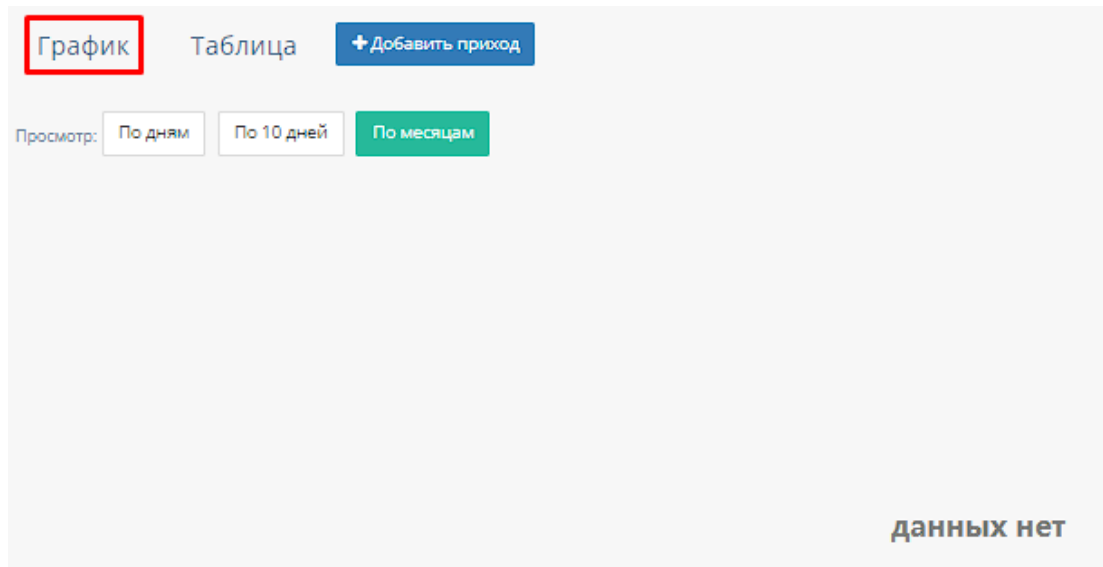 График Таблица +Добавить приход
Просмотр: По дням По 10 дней По месяцам
данных нет